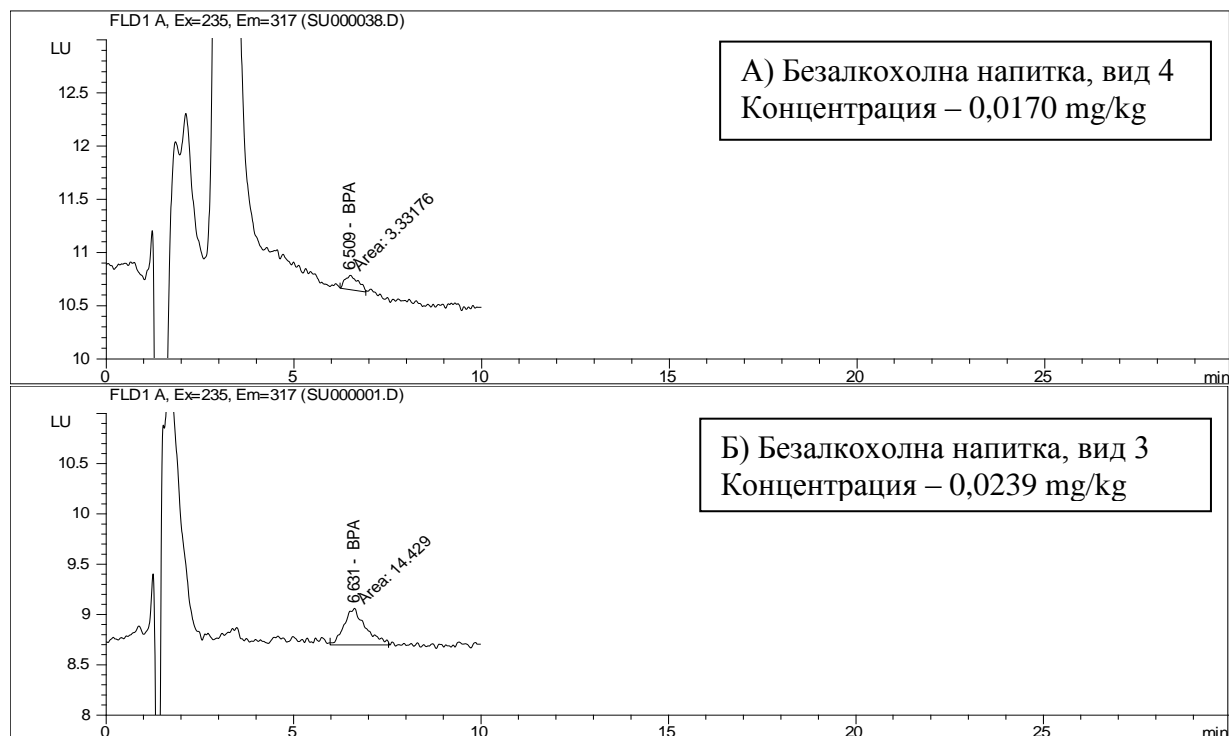 FLD1 A, Ex=235, Em=317 (SU000038.D)
LU
А) Безалкохолна напитка, вид 4
Концентрация – 0,0170 mg/kg
12.5
12
11.5
11
10.5
10
6.509 - BPA
Area: 3.33176
0 5 10 15 20 25 min
FLD1 A, Ex=235, Em=317 (SU000001.D)
LU
Б) Безалкохолна напитка, вид 3
Концентрация – 0,0239 mg/kg
10.5
10
9.5
9
8.5
8
6.631 - BPA
Area: 14.429
0 5 10 15 20 25 min